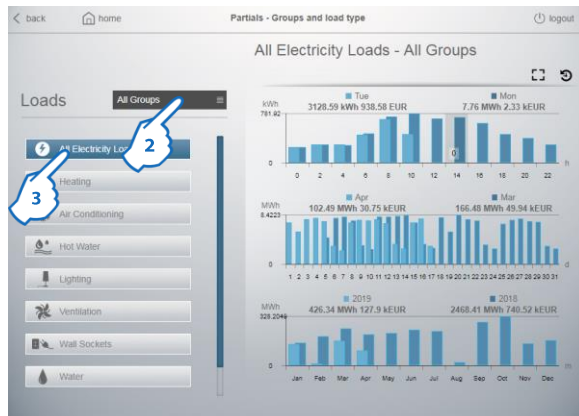 back
home
Partials - Groups and load type
logout
All Electricity Loads - All Groups
Loads
All Groups
All Electricity Loa
Heating
Air Conditioning
Hot Water
Lighting
Ventilation
Wall Sockets
Water
2
3
kWh
Tue
Mon
3128.59 kWh 938.58 EUR
7.76 MWh 2.33 kEUR
781.92
0
0
0 2 4 6 8 10 12 14 16 18 20 22 h
MWh
Apr
Mar
102.49 MWh 30.75 kEUR
166.48 MWh 49.94 kEUR
8.4223
0
1 2 3 4 5 6 7 8 9 10 11 12 13 14 15 16 17 18 19 20 21 22 23 24 25 26 27 28 29 30 31 d
MWh
2019
2018
426.34 MWh 127.9 kEUR
2468.41 MWh 740.52 kEUR
328.2049
0
Jan Feb Mar Apr May Jun Jul Aug Sep Oct Nov Dec m